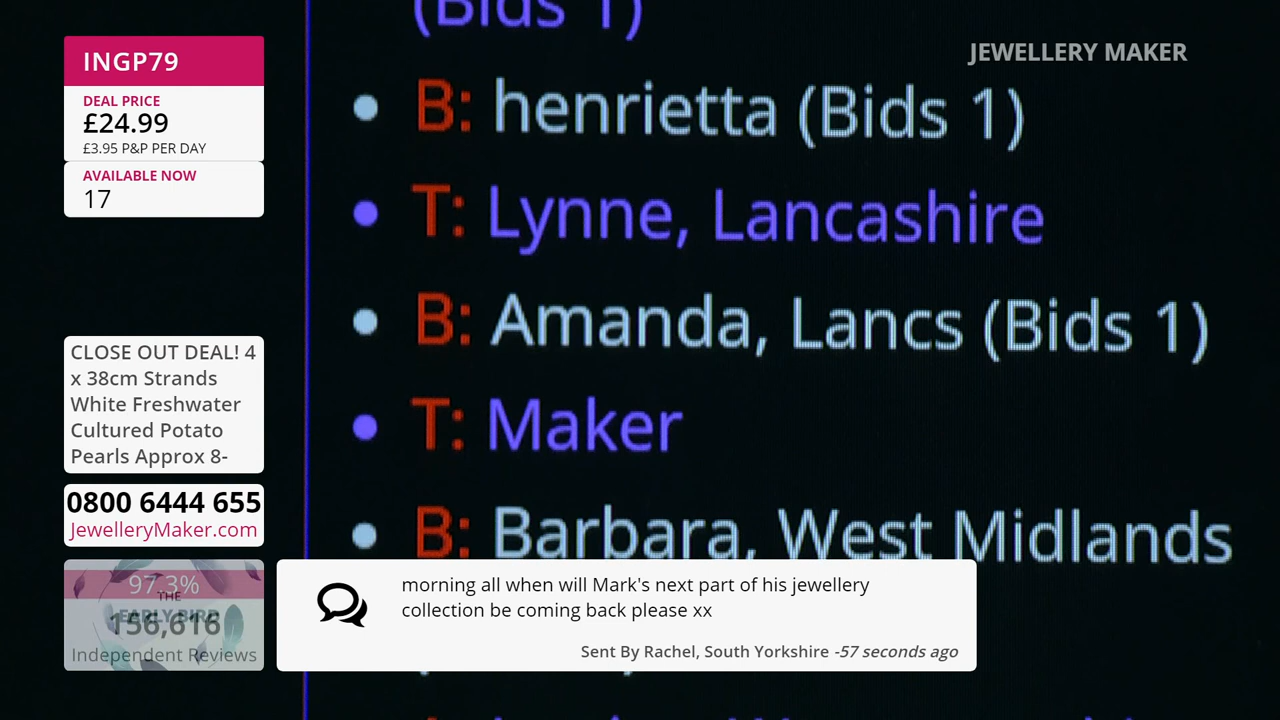 (Bids 1)
JEWELLERY MAKER
INGP79
DEAL PRICE
£24.99
£3.95 P&P PER DAY
AVAILABLE NOW
17
B: henrietta (Bids 1)
T: Lynne, Lancashire
B: Amanda, Lancs (Bids 1)
T: Maker
B: Barbara, West Midlands
CLOSE OUT DEAL! 4
x 38cm Strands
White Freshwater
Cultured Potato
Pearls Approx 8-
0800 6444 655
JewelleryMaker.com
97.3%
THE
EARLY BIRD
156,616
Independent Reviews
morning all when will Mark's next part of his jewellery
collection be coming back please xx
Sent By Rachel, South Yorkshire -57 seconds ago